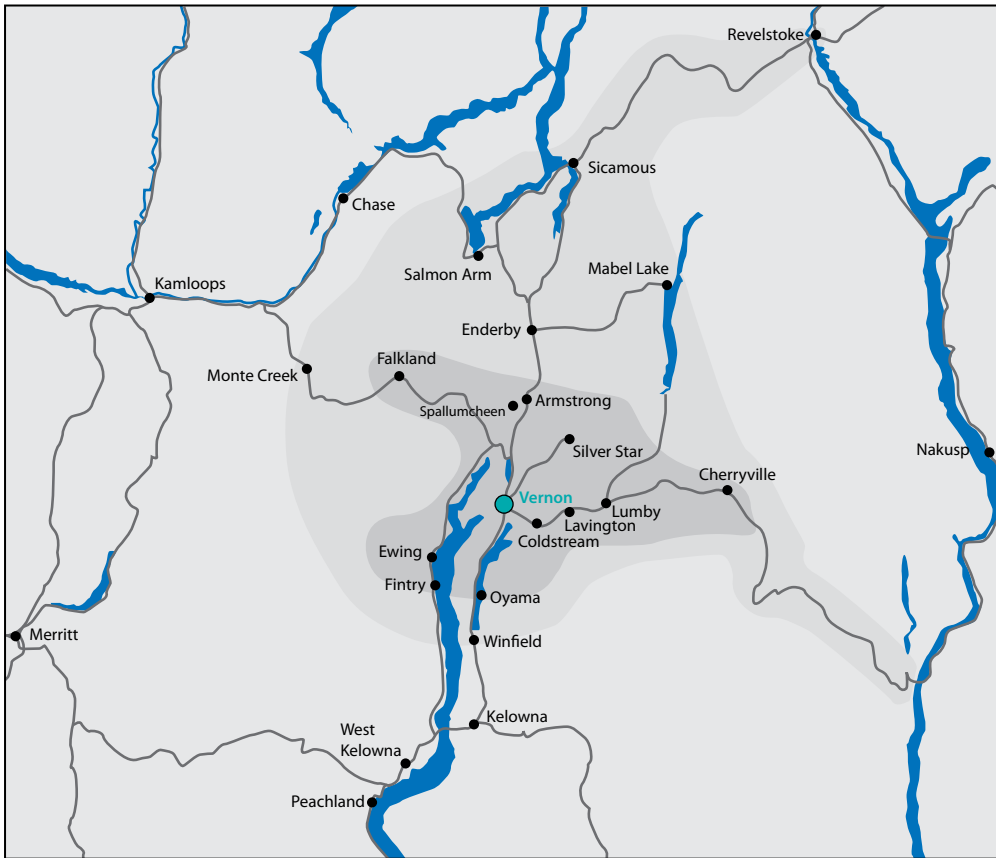 Revelstoke
Sicamous
Chase
Salmon Arm
Mabel Lake
Kamloops
Enderby
Falkland
Monte Creek
Armstrong
Spallumcheen
Silver Star
Nakusp
Cherryville
Vernon
Lumby
Lavington
Coldstream
Ewing
Fintry
Oyama
Merritt
Winfield
Kelowna
West
Kelowna
Peachland